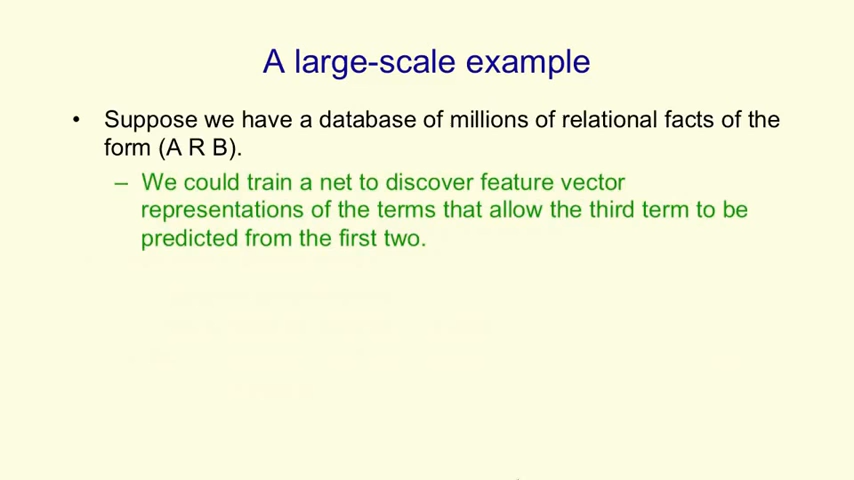 A large-scale example
• Suppose we have a database of millions of relational facts of the
form (A R B).
– We could train a net to discover feature vector
representations of the terms that allow the third term to be
predicted from the first two.